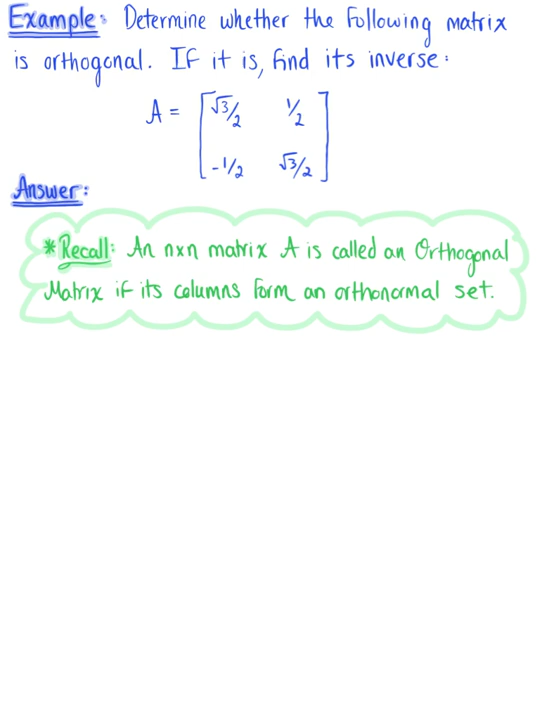 Example: Determine whether the following matrix
is orthogonal. If it is, find its inverse:
A = [√3/2 1/2
-1/2 √3/2]
Answer:
*Recall: An nxn matrix A is called an Orthogonal
Matrix if its columns form an orthonormal set.